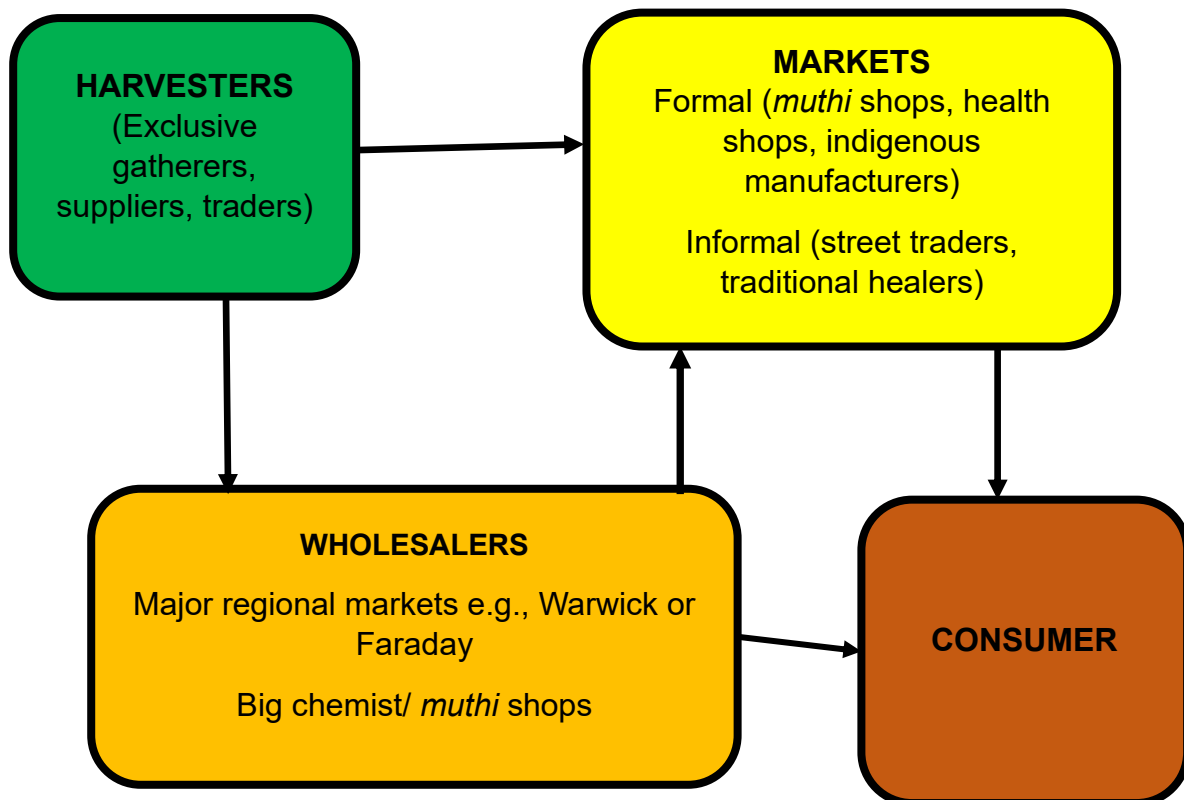 HARVESTERS
(Exclusive
gatherers,
suppliers, traders)
MARKETS
Formal (muthi shops, health
shops, indigenous
manufacturers)
Informal (street traders,
traditional healers)
WHOLESALERS
Major regional markets e.g., Warwick or
Faraday
Big chemist/ muthi shops
CONSUMER